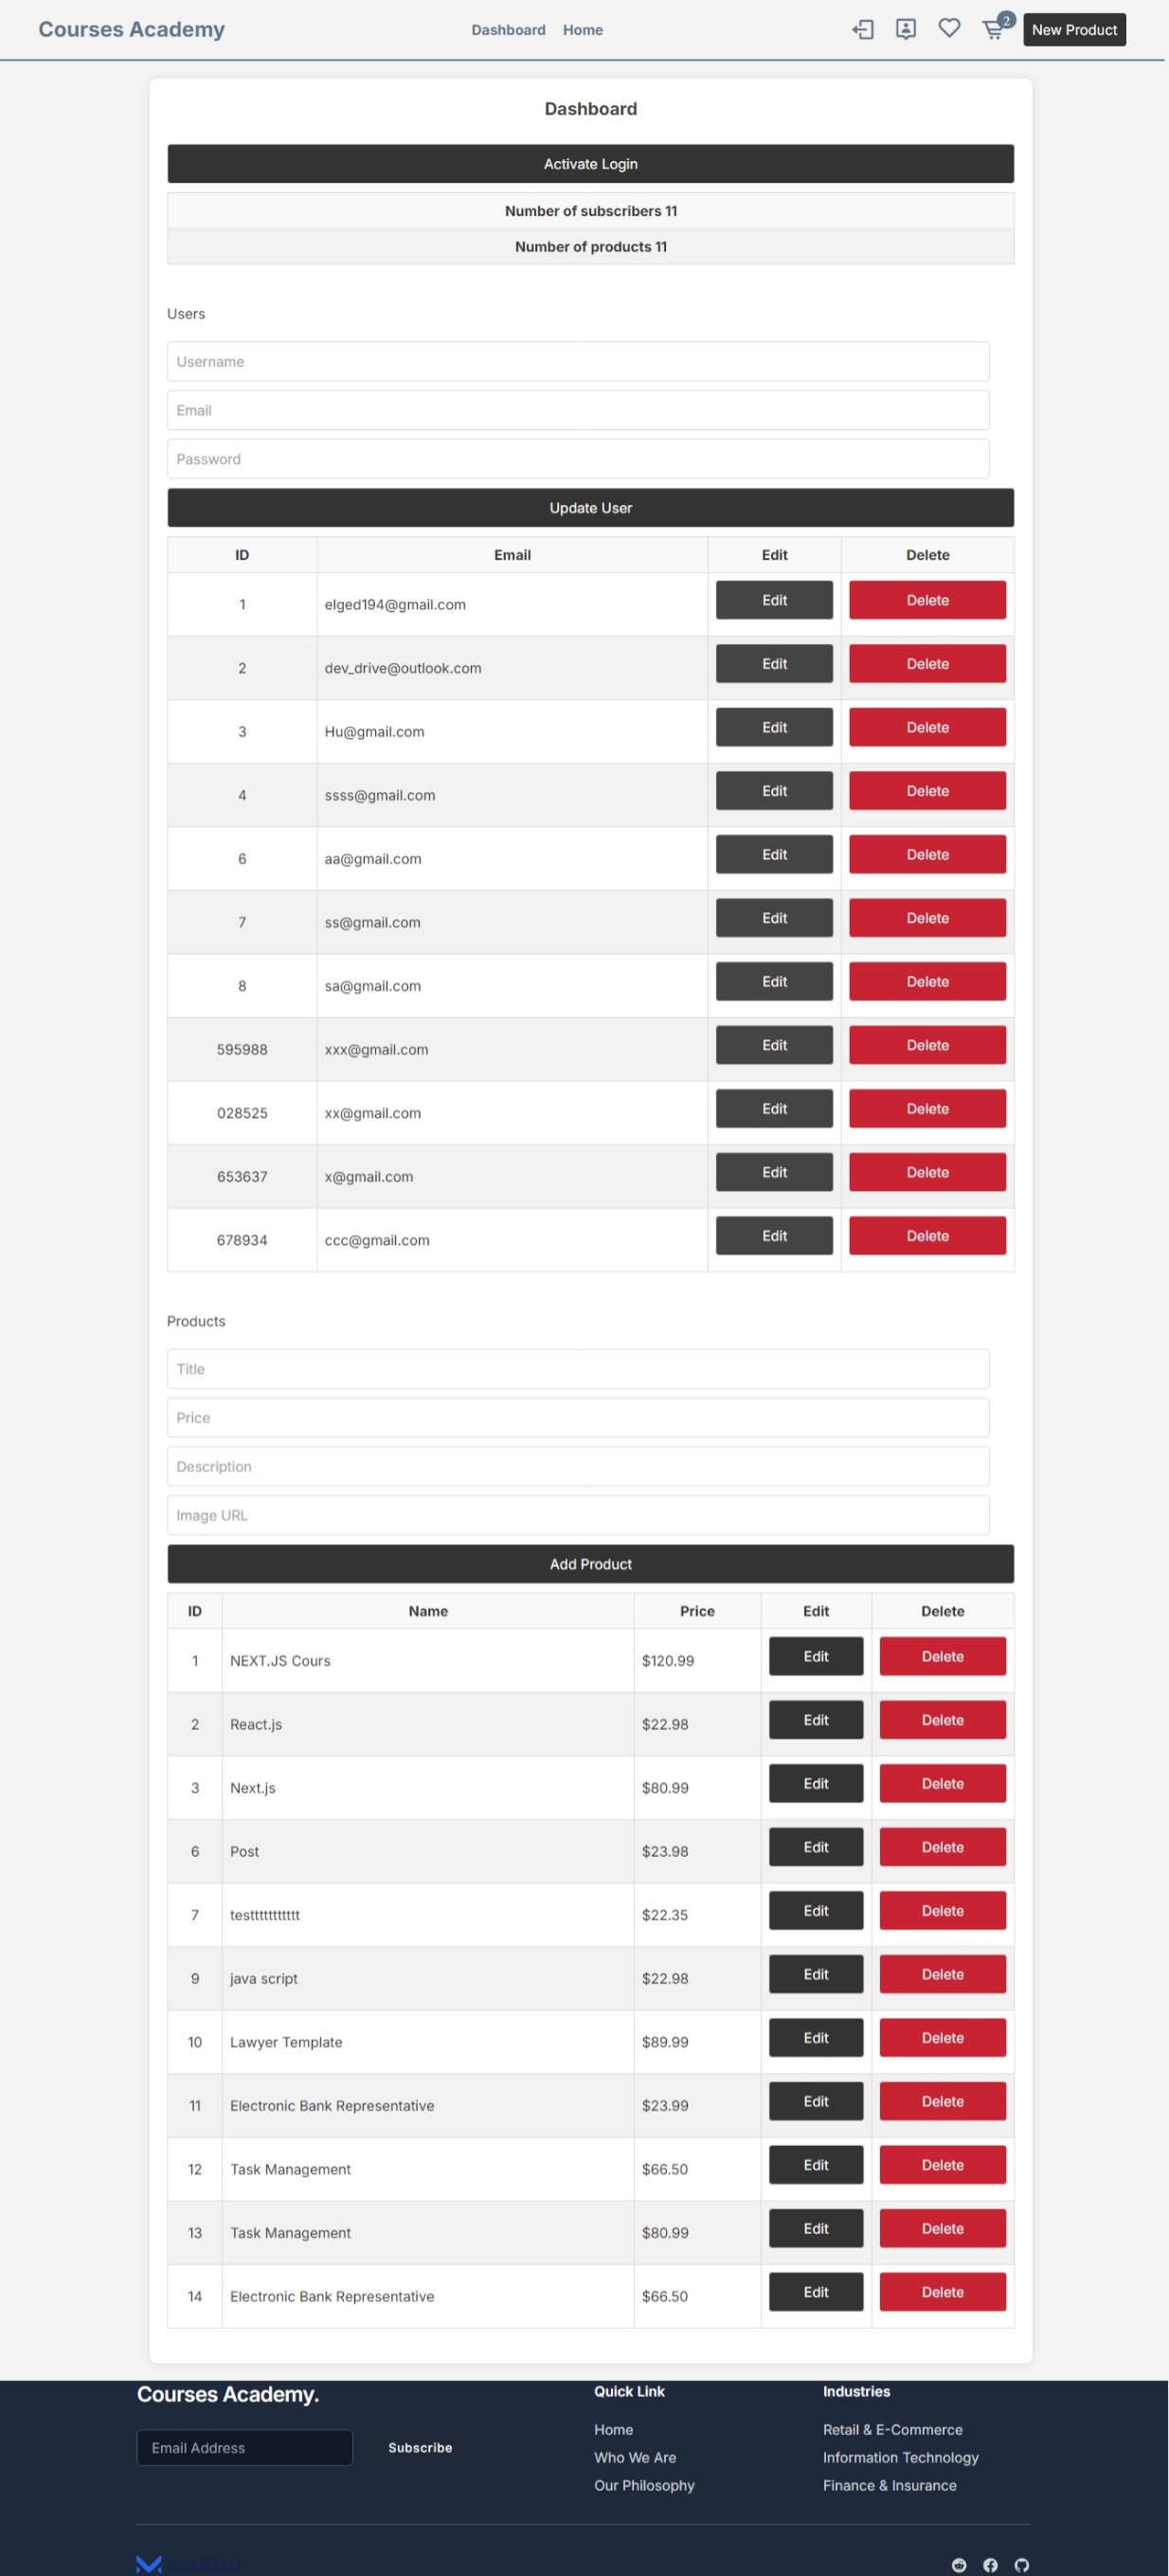 Courses Academy
Dashboard Home
2
New Product
Dashboard
Activate Login
Number of subscribers 11
Number of products 11
Users
Username
Email
Password
Update User
ID Email Edit Delete
1 elged194@gmail.com Edit Delete
2 dev_drive@outlook.com Edit Delete
3 Hu@gmail.com Edit Delete
4 ssss@gmail.com Edit Delete
6 aa@gmail.com Edit Delete
7 ss@gmail.com Edit Delete
8 sa@gmail.com Edit Delete
595988 xxx@gmail.com Edit Delete
028525 xx@gmail.com Edit Delete
653637 x@gmail.com Edit Delete
678934 ccc@gmail.com Edit Delete
Products
Title
Price
Description
Image URL
Add Product
ID Name Price Edit Delete
1 NEXT.JS Cours $120.99 Edit Delete
2 React.js $22.98 Edit Delete
3 Next.js $80.99 Edit Delete
6 Post $23.98 Edit Delete
7 testtttttttttt $22.35 Edit Delete
9 java script $22.98 Edit Delete
10 Lawyer Template $89.99 Edit Delete
11 Electronic Bank Representative $23.99 Edit Delete
12 Task Management $66.50 Edit Delete
13 Task Management $80.99 Edit Delete
14 Electronic Bank Representative $66.50 Edit Delete
Courses Academy.
Email Address
Subscribe
Quick Link
Home
Who We Are
Our Philosophy
Industries
Retail & E-Commerce
Information Technology
Finance & Insurance